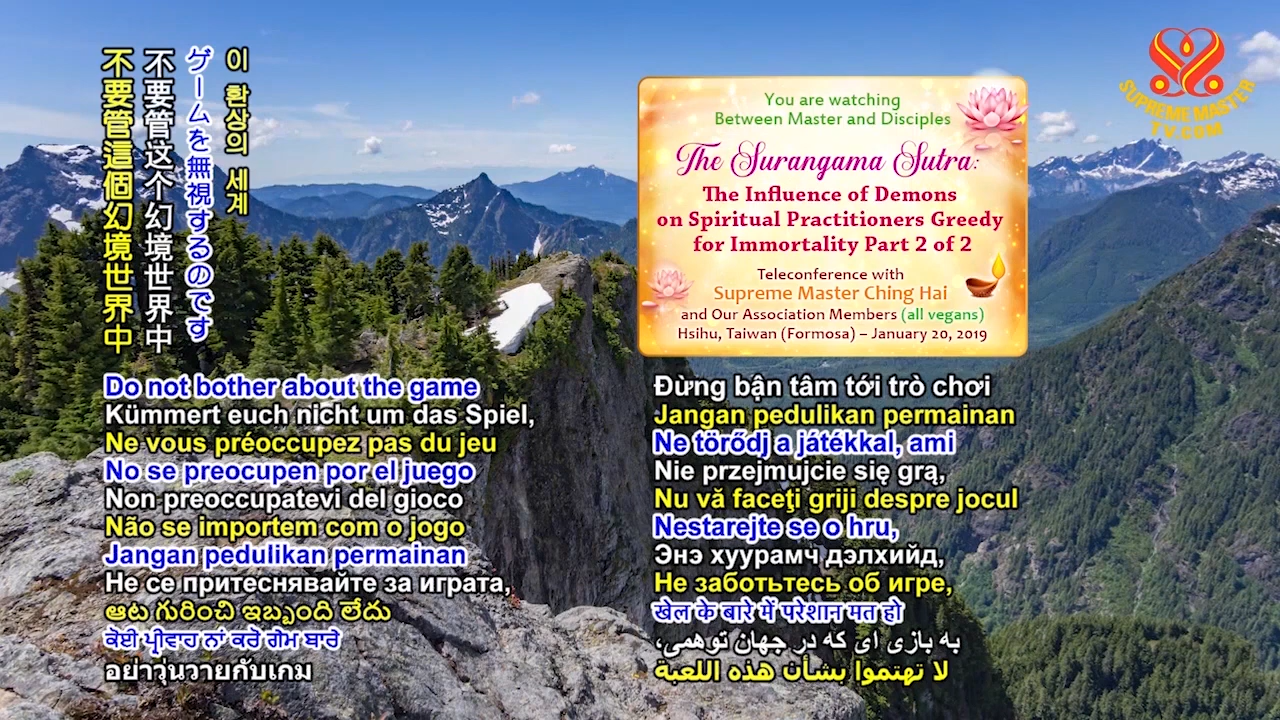 不要管這個幻境世界中
不要管这个幻境世界中
ゲームを無視するのです
이 환상의 세계
SUPREME MASTER
TV.COM
You are watching
Between Master and Disciples
The Surangama Sutra:
The Influence of Demons
on Spiritual Practitioners Greedy
for Immortality Part 2 of 2
Teleconference with
Supreme Master Ching Hai
and Our Association Members (all vegans)
Hsihu, Taiwan (Formosa) – January 20, 2019
Do not bother about the game
Kümmert euch nicht um das Spiel,
Ne vous préoccupez pas du jeu
No se preocupen por el juego
Non preoccupatevi del gioco
Não se importem com o jogo
Jangan pedulikan permainan
Не се притеснявайте за играта,
ఆట గురించి ఇబ్బంది లేదు
ਕੋਈ ਪ੍ਰੀਵਾਹ ਨਾਂ ਕਰੋ ਗੇਮ ਬਾਰੇ
อย่าวุ่นวายกับเกม
Đừng bận tâm tới trò chơi
Jangan pedulikan permainan
Ne törődj a játékkal, ami
Nie przejmujcie się grą,
Nu vă faceţi griji despre jocul
Nestarejte se o hru,
Энэ хуурамч дэлхийд,
Не заботьтесь об игре,
खेल के बारे में परेशान मत हो
به بازی ای که در جهان توهمی،
لا تهتموا بشأن هذه اللعبة